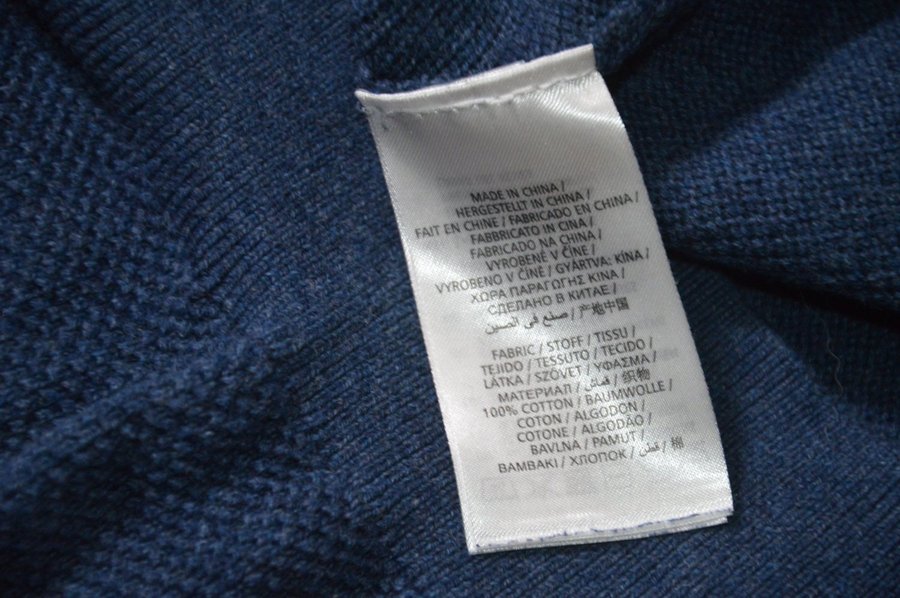 MADE IN CHINA /
HERGESTELLT IN CHINA /
FAIT EN CHINE / FABRICADO EN CHINA /
FABBRICATO IN CINA /
FABRICADO NA CHINA /
VYROBENÉ V ČÍNE /
VYROBENO V ČÍNĚ / GYÁRTVA: KÍNA /
ΧΩΡΑ ΠΑΡΑΓΩΓΗΣ ΚΙΝΑ /
СДЕЛАНО В КИТАЕ /
صنع في الصين / 产地中国
FABRIC / STOFF / TISSU /
TEJIDO / TESSUTO / TECIDO /
LÁTKA / SZÖVET / ΥΦΑΣΜΑ /
МАТЕРИАЛ / قماش / 织物
100% COTTON / BAUMWOLLE /
COTON / ALGODON /
COTONE / ALGODÃO /
BAVLNA / PAMUT /
ΒΑΜΒΑΚΙ / ХЛОПОК / قطن / 棉